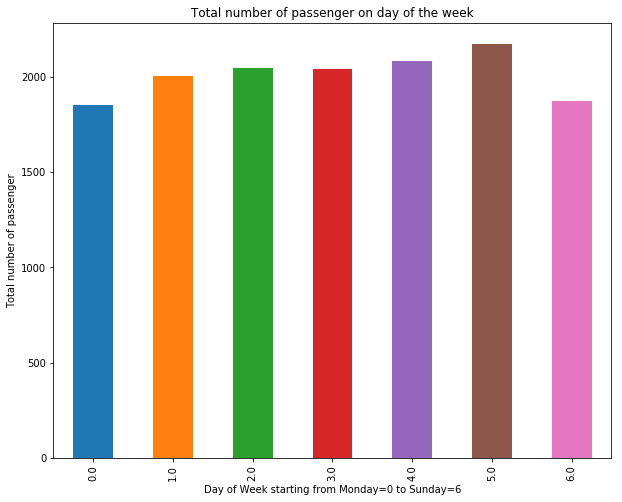 Total number of passenger on day of the week
Total number of passenger
2000
1500
1000
500
0
0.0 1.0 2.0 3.0 4.0 5.0 6.0
Day of Week starting from Monday=0 to Sunday=6